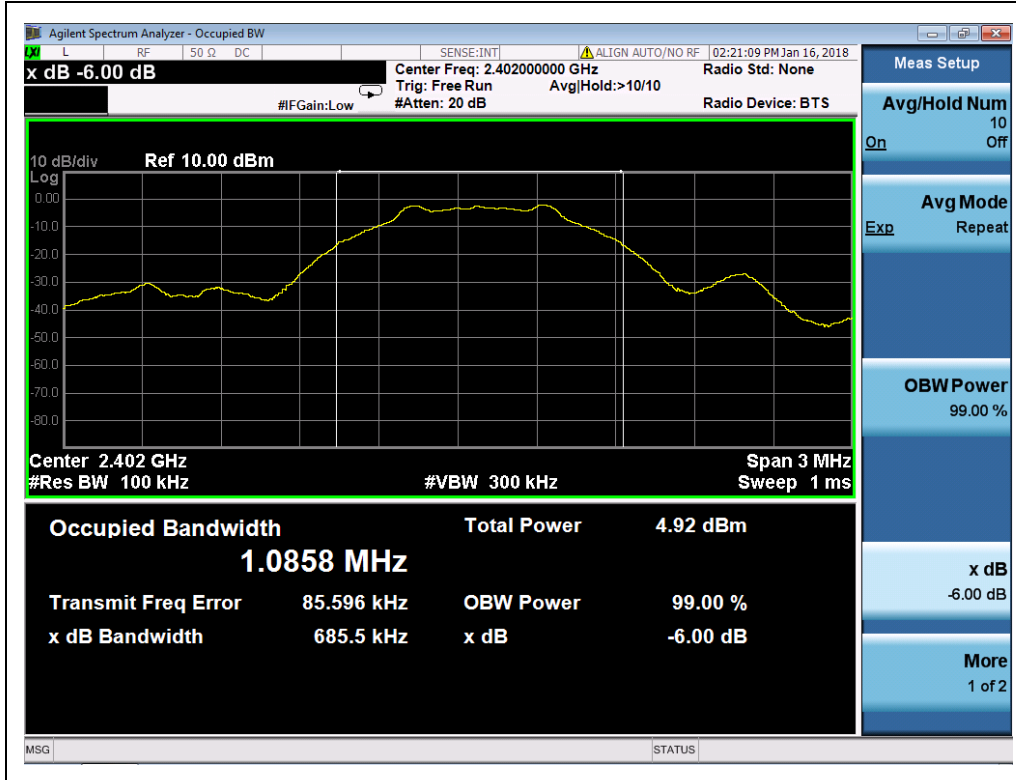 Agilent Spectrum Analyzer - Occupied BW
LXI L RF 50 Ω DC SENSE:INT ALIGN AUTO/NO RF 02:21:09 PM Jan 16, 2018
x dB -6.00 dB Center Freq: 2.402000000 GHz Radio Std: None
Trig: Free Run Avg|Hold:>10/10
#IFGain:Low #Atten: 20 dB Radio Device: BTS
10 dB/div Ref 10.00 dBm
Log
0.00
-10.0
-20.0
-30.0
-40.0
-50.0
-60.0
-70.0
-80.0
Center 2.402 GHz Span 3 MHz
#Res BW 100 kHz #VBW 300 kHz Sweep 1 ms
Occupied Bandwidth Total Power 4.92 dBm
1.0858 MHz
Transmit Freq Error 85.596 kHz OBW Power 99.00 %
x dB Bandwidth 685.5 kHz x dB -6.00 dB
Meas Setup
Avg/Hold Num
10
On Off
Avg Mode
Exp Repeat
OBW Power
99.00 %
x dB
-6.00 dB
More
1 of 2
MSG STATUS